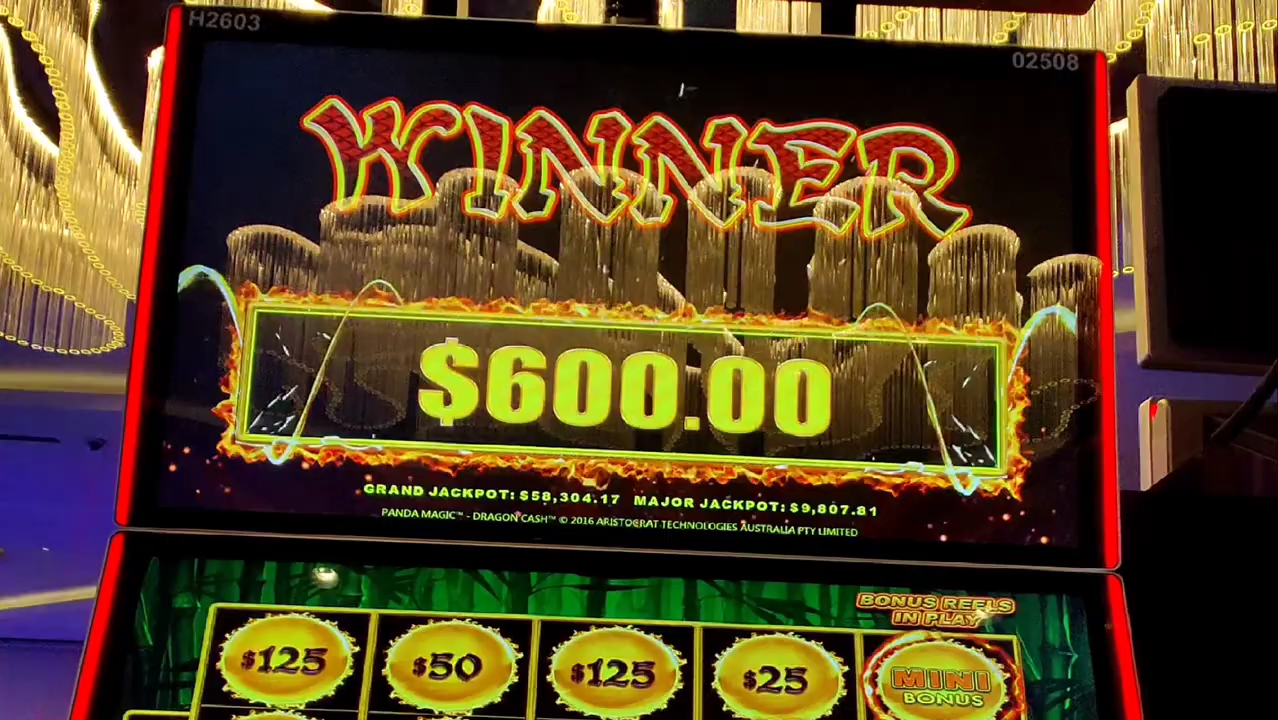 H2603
02508
WINNER
$600.00
GRAND JACKPOT: $58,304.17 MAJOR JACKPOT: $9,807.81
PANDA MAGIC™ - DRAGON CASH™ © 2016 ARISTOCRAT TECHNOLOGIES AUSTRALIA PTY LIMITED
BONUS REELS
IN PLAY
$125 $50 $125 $25 MINI
BONUS